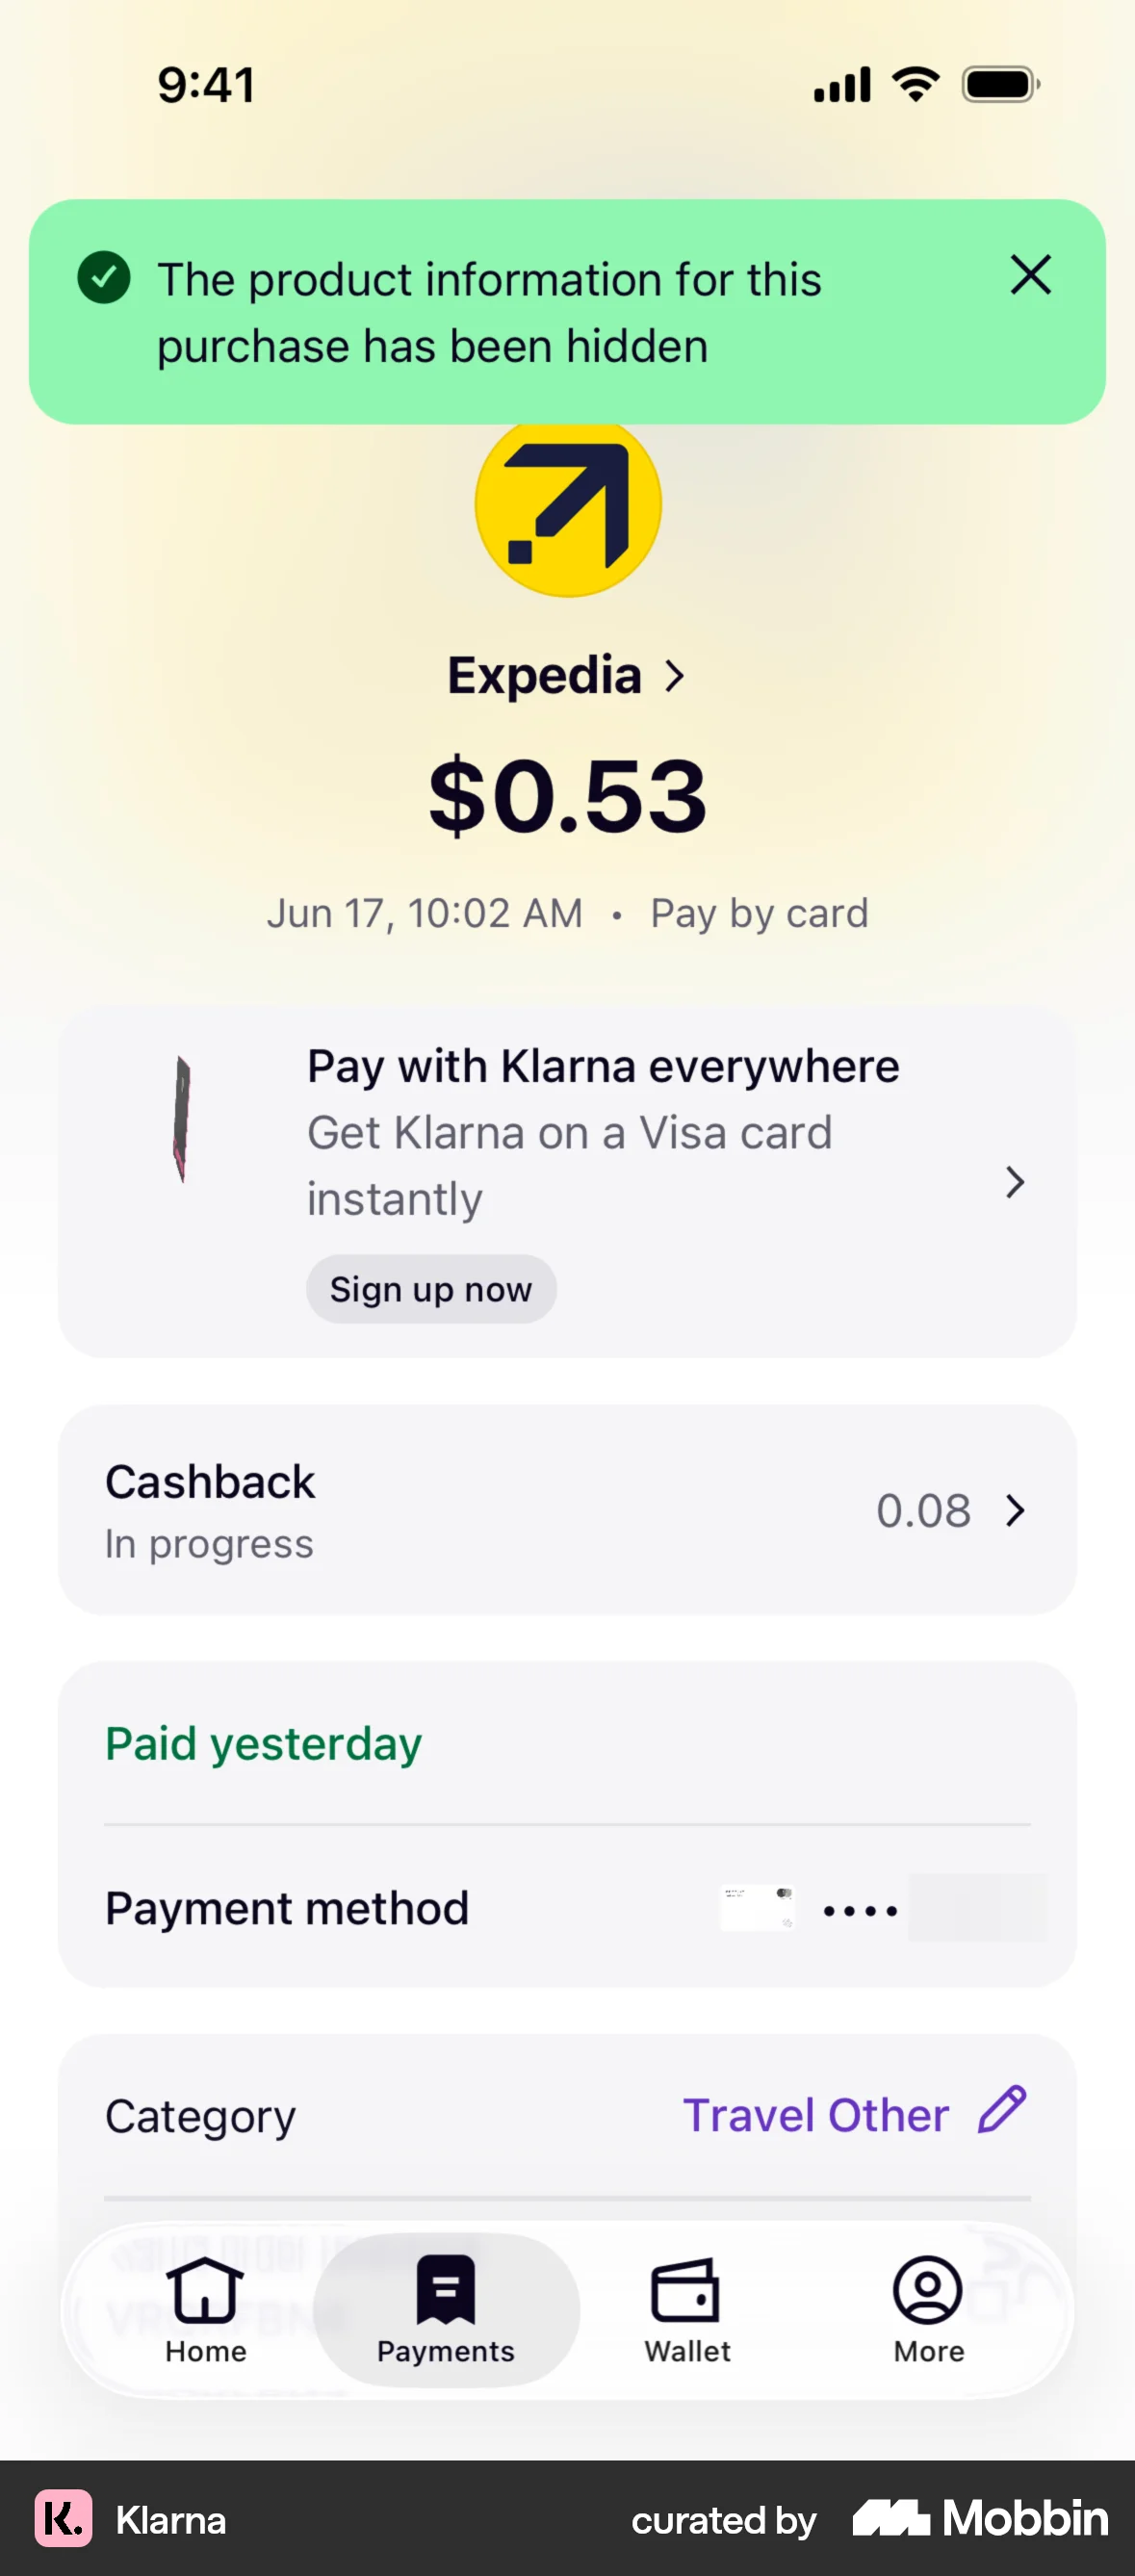 9:41
The product information for this
purchase has been hidden
Expedia
$0.53
Jun 17, 10:02 AM • Pay by card
Pay with Klarna everywhere
Get Klarna on a Visa card
instantly
Sign up now
Cashback
In progress
0.08
Paid yesterday
Payment method
••••
Category
Travel Other
Home
Payments
Wallet
More
K.
Klarna
curated by
Mobbin